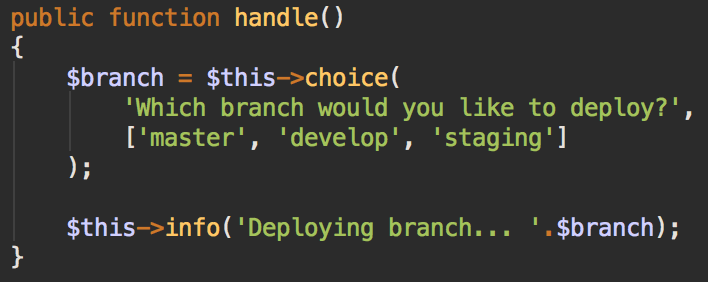 public function handle()
{
    $branch = $this->choice(
        'Which branch would you like to deploy?',
        ['master', 'develop', 'staging']
    );

    $this->info('Deploying branch... '.$branch);
}